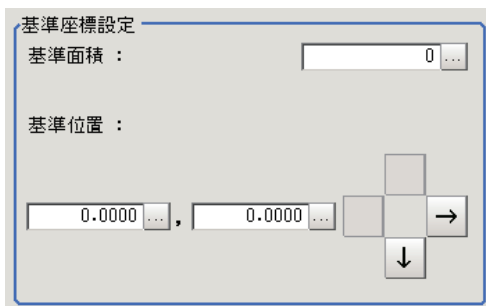 基準座標設定
基準面積 : 0 ...
基準位置 :
0.0000 ... , 0.0000 ... →
↓